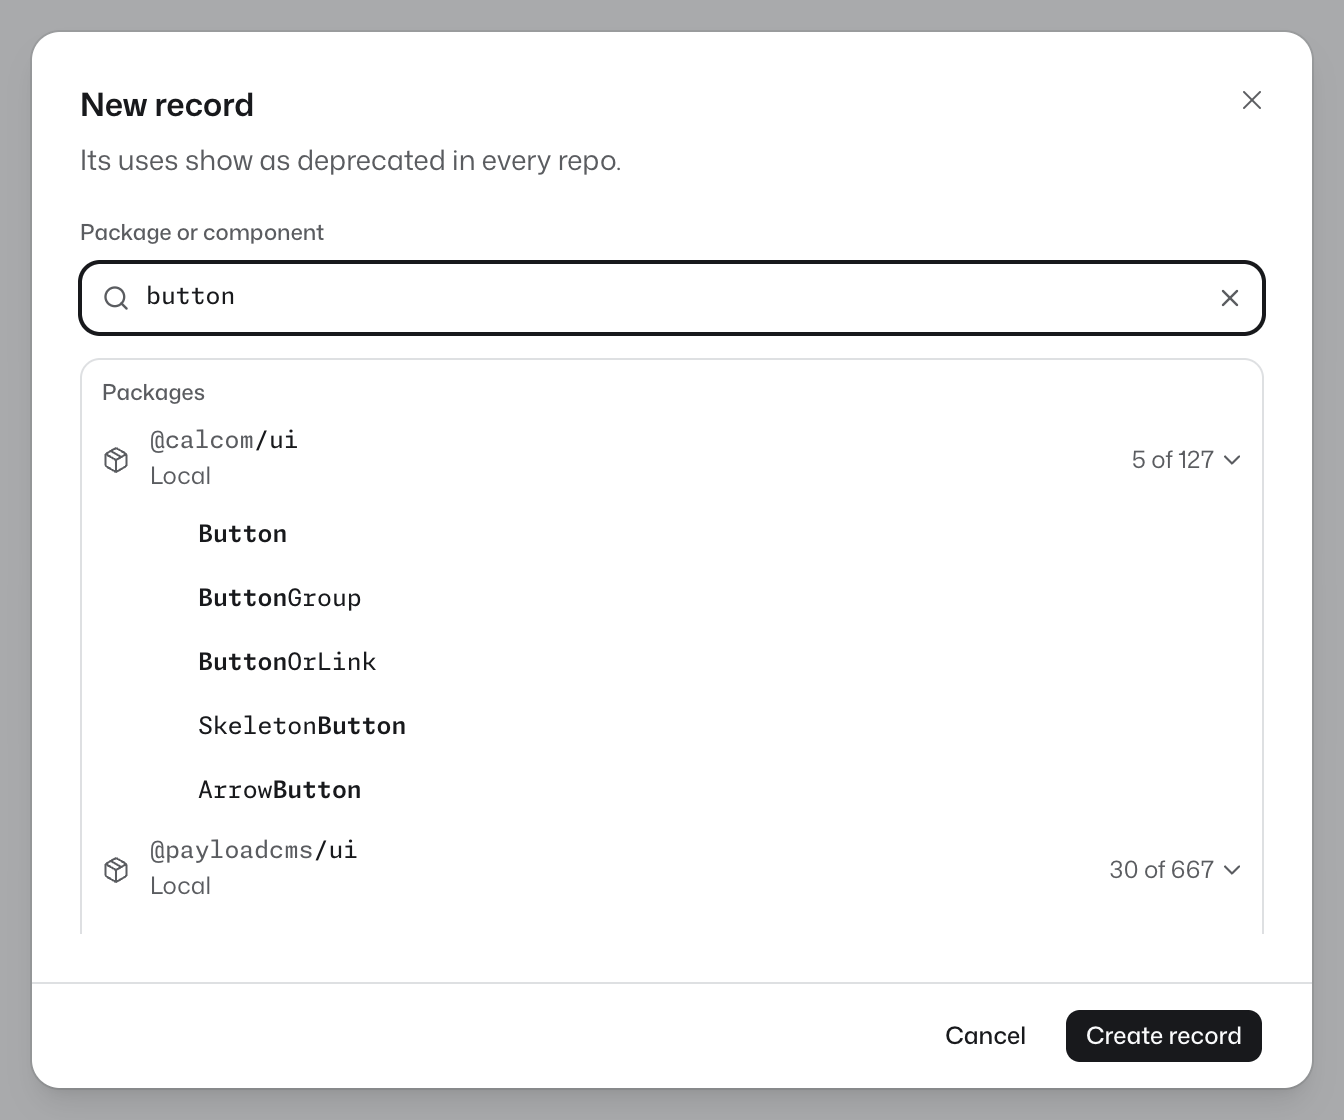 New record
Its uses show as deprecated in every repo.
Package or component
button
Packages
@calcom/ui
Local
5 of 127
Button
ButtonGroup
ButtonOrLink
SkeletonButton
ArrowButton
@payloadcms/ui
Local
30 of 667
Cancel
Create record